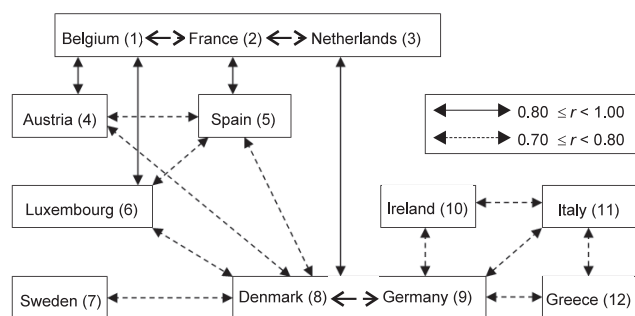 Belgium (1) France (2) Netherlands (3)
Austria (4) Spain (5)
0.80 ≤ r < 1.00
0.70 ≤ r < 0.80
Luxembourg (6) Ireland (10) Italy (11)
Sweden (7) Denmark (8) Germany (9) Greece (12)